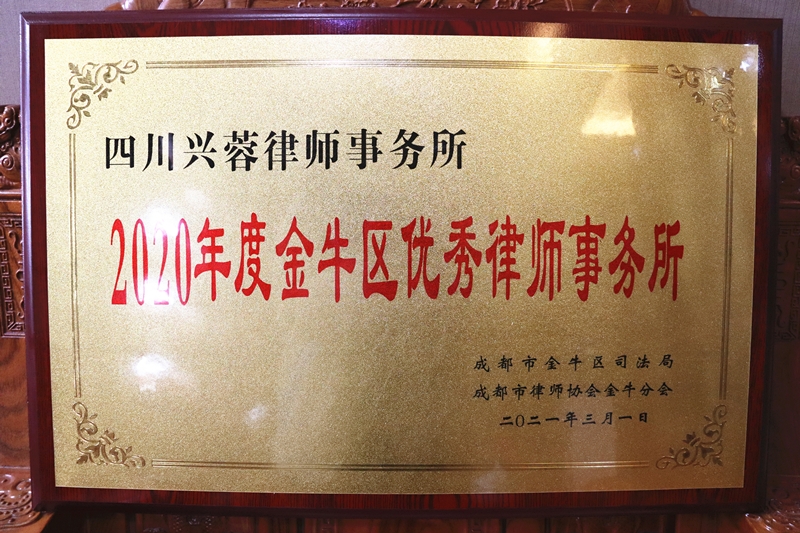 四川兴蓉律师事务所
2020年度金牛区优秀律师事务所
成都市金牛区司法局
成都市律师协会金牛分会
二〇二一年三月一日